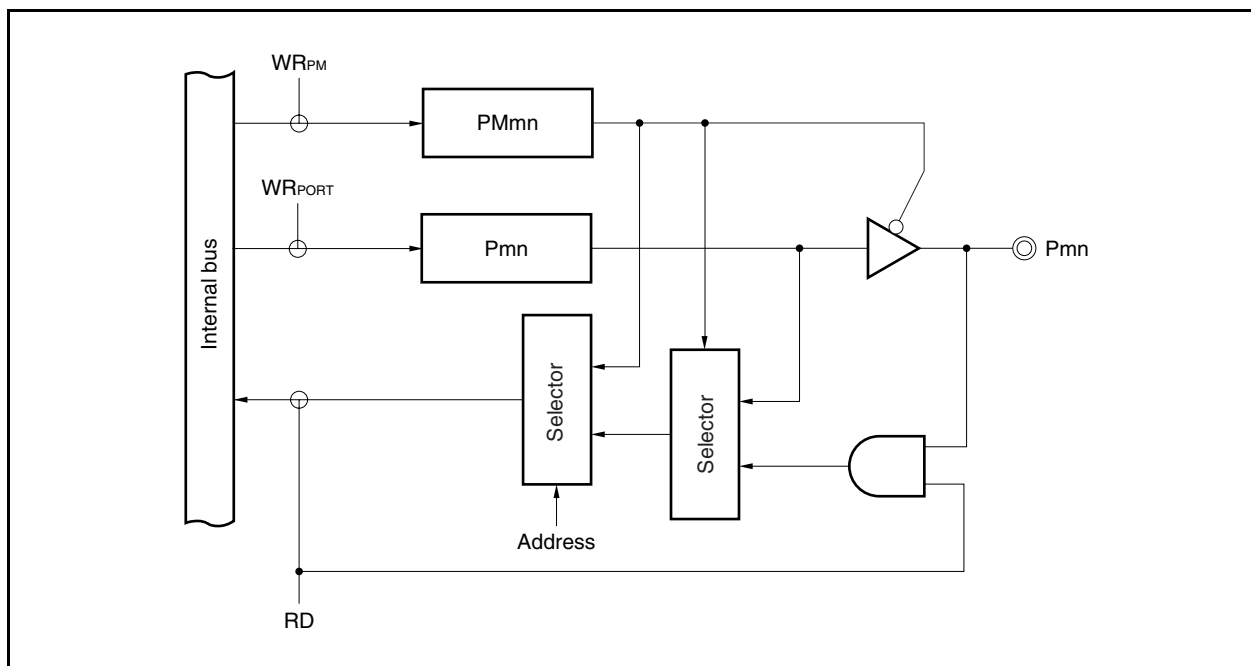 WRPM
PMmn
WRPORT
Pmn
Pmn
Internal bus
Selector
Selector
Address
RD